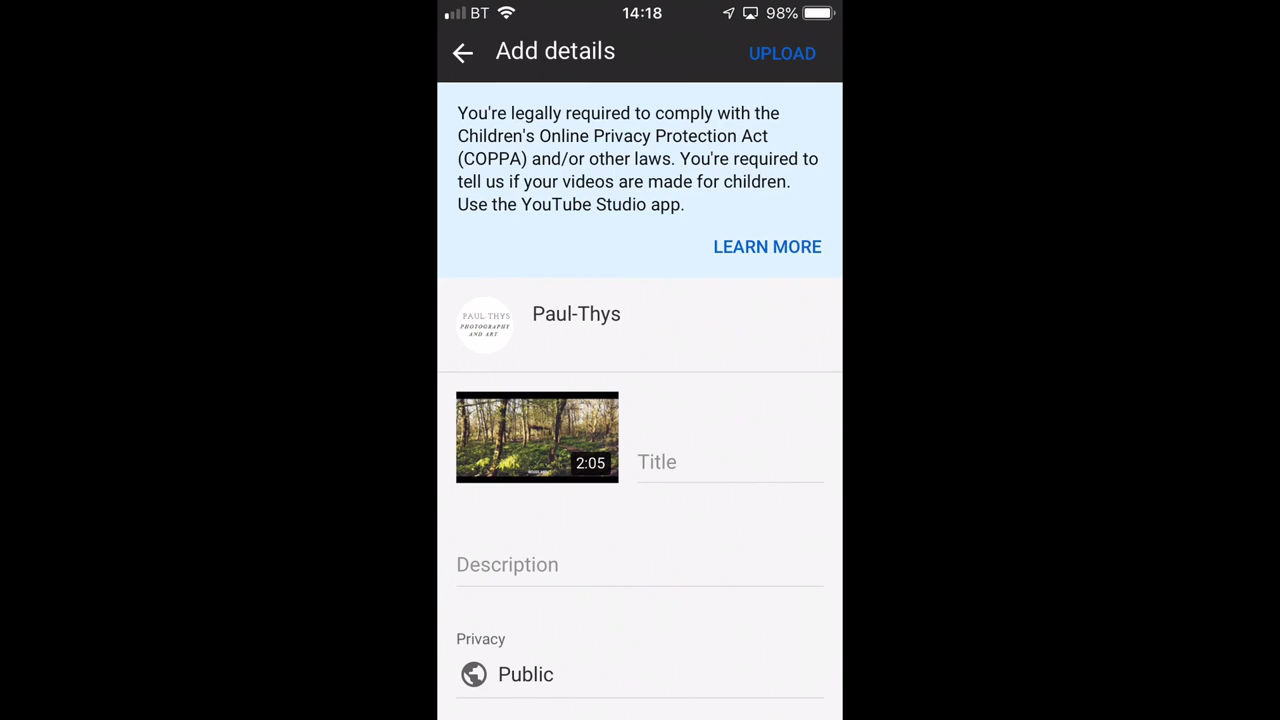 BT 14:18 98%
Add details UPLOAD
You're legally required to comply with the
Children's Online Privacy Protection Act
(COPPA) and/or other laws. You're required to
tell us if your videos are made for children.
Use the YouTube Studio app.
LEARN MORE
PAUL-THYS
PHOTOGRAPHY
AND ART
Paul-Thys
2:05
Title
Description
Privacy
Public